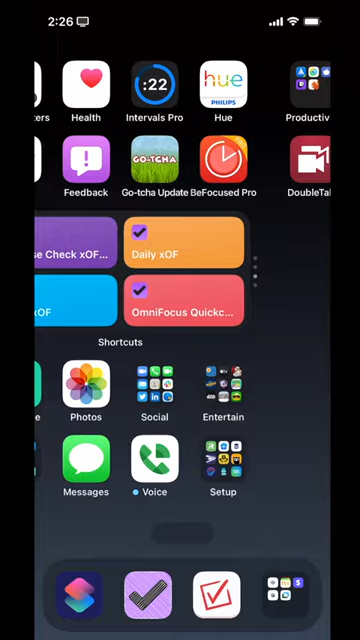 2:26
ters Health Intervals Pro Hue Productiv
:22
hue
PHILIPS
Feedback Go-tcha Update BeFocused Pro DoubleTal
GO-TCHA
se Check xOF... Daily xOF
xOF OmniFocus Quickc...
Shortcuts
e Photos Social Entertain
Messages Voice Setup